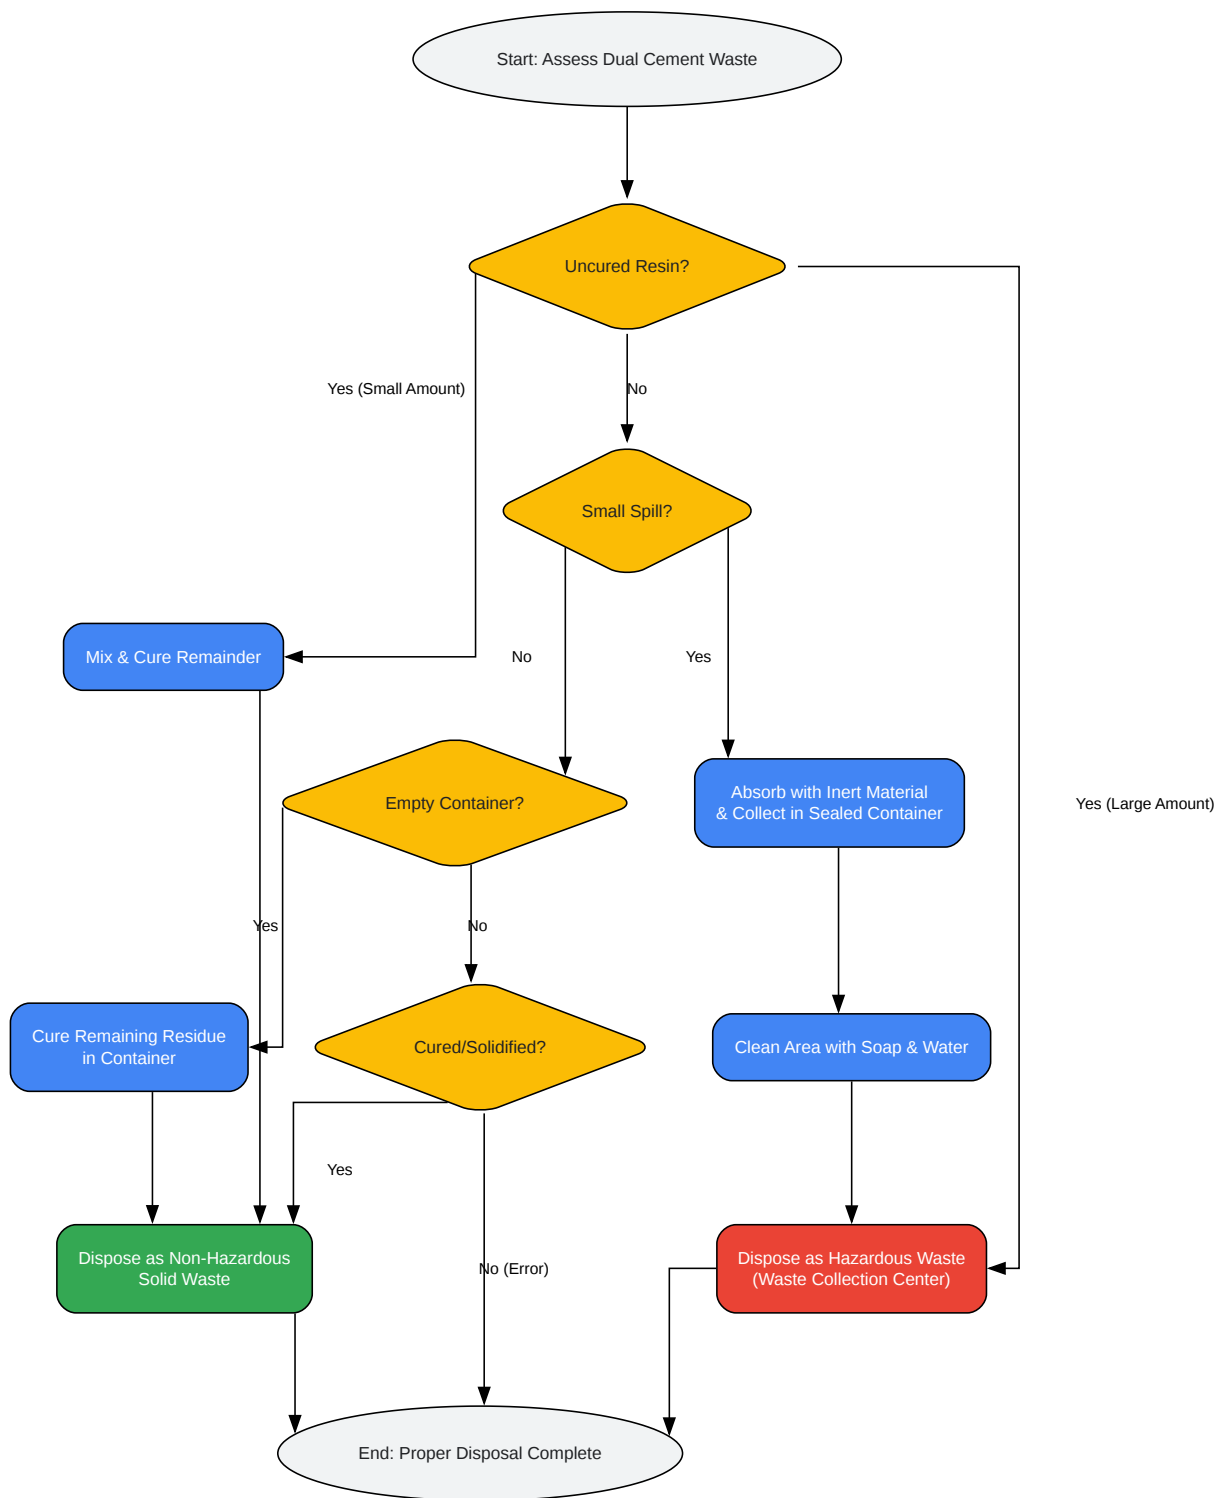 Start: Assess Dual Cement Waste
Uncured Resin?
Yes (Small Amount)
No
Small Spill?
Mix & Cure Remainder
No
Yes
Empty Container?
Absorb with Inert Material
& Collect in Sealed Container
Yes (Large Amount)
Yes
No
Cure Remaining Residue
in Container
Cured/Solidified?
Clean Area with Soap & Water
Yes
Dispose as Non-Hazardous
Solid Waste
No (Error)
Dispose as Hazardous Waste
(Waste Collection Center)
End: Proper Disposal Complete